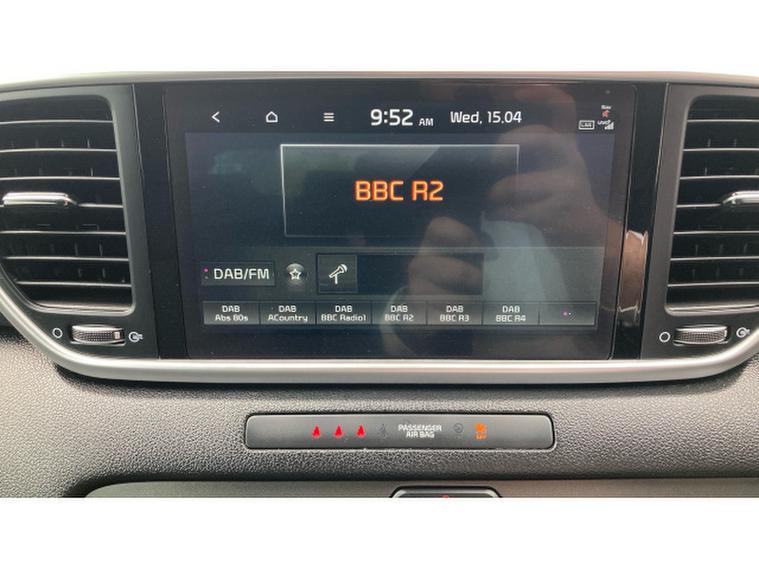 9:52 AM Wed, 15.04
BBC R2
DAB/FM
DAB Abs 80s
DAB ACountry
DAB BBC Radio1
DAB BBC R2
DAB BBC R3
DAB BBC R4
PASSENGER
AIR BAG
OFF